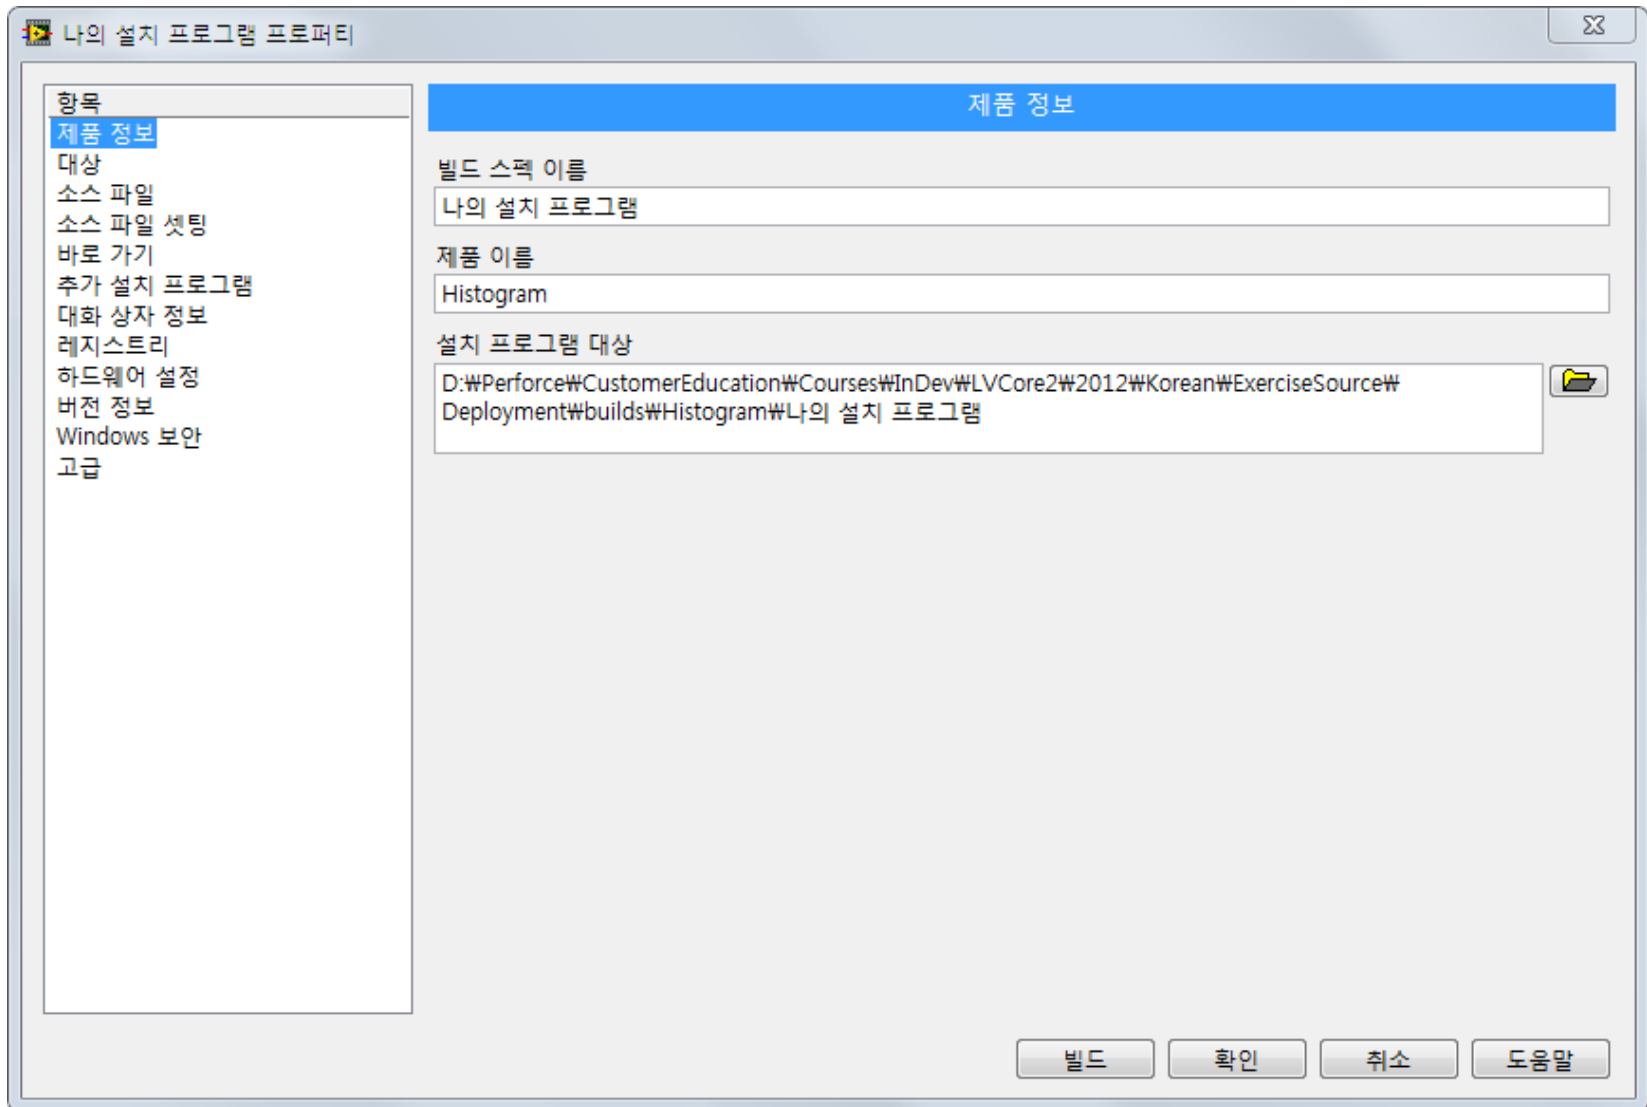 나의 설치 프로그램 프로퍼티
항목
제품 정보
대상
소스 파일
소스 파일 셋팅
바로 가기
추가 설치 프로그램
대화 상자 정보
레지스트리
하드웨어 설정
버전 정보
Windows 보안
고급
제품 정보
빌드 스펙 이름
나의 설치 프로그램
제품 이름
Histogram
설치 프로그램 대상
D:₩Perforce₩CustomerEducation₩Courses₩InDev₩LVCore2₩2012₩Korean₩ExerciseSource₩
Deployment₩builds₩Histogram₩나의 설치 프로그램
빌드
확인
취소
도움말